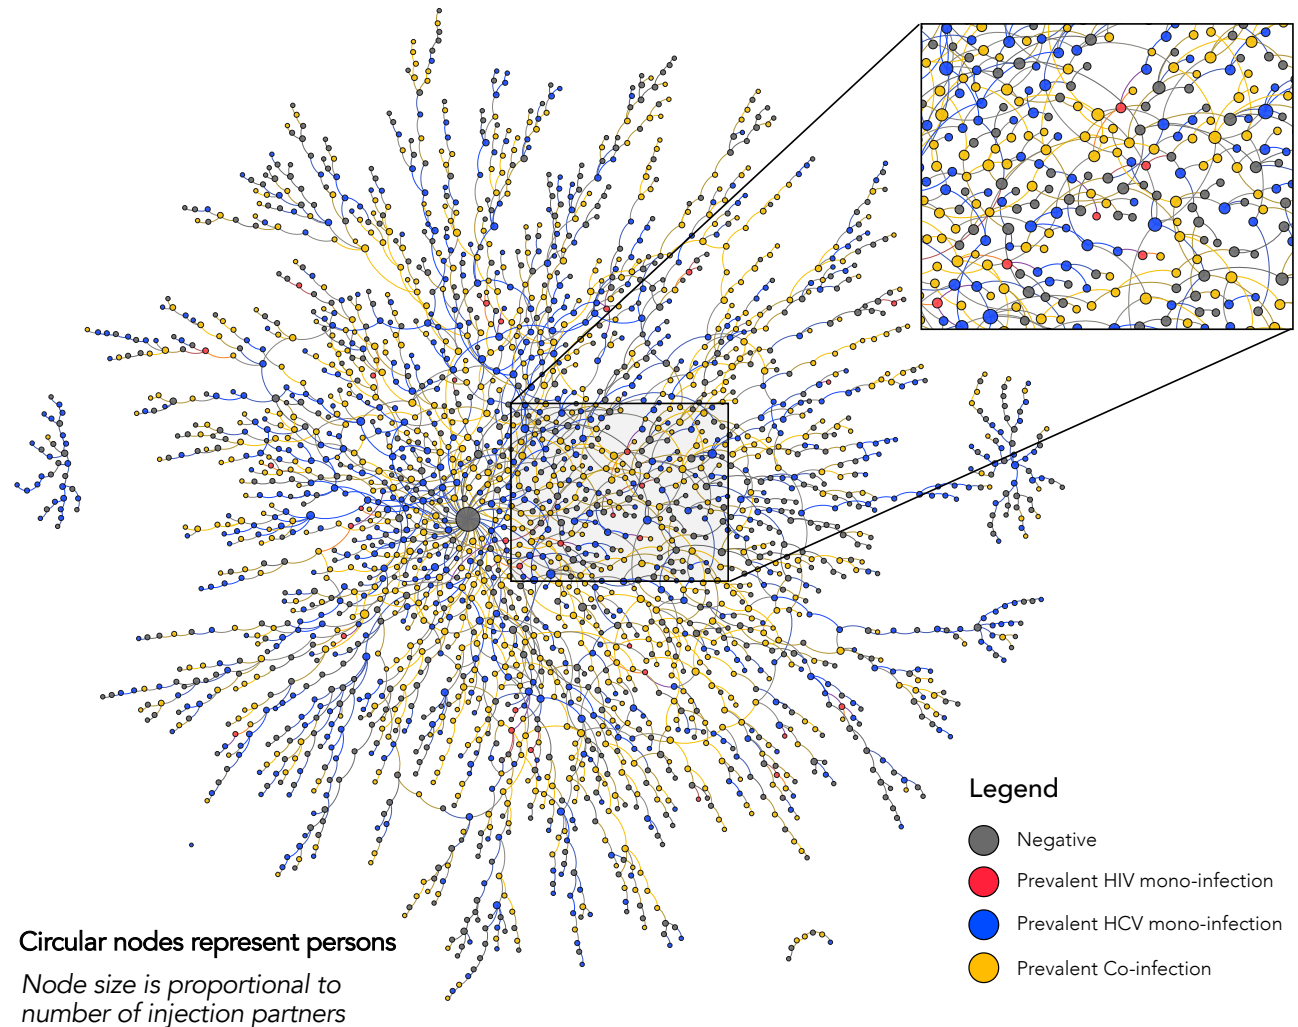 Legend
Negative
Prevalent HIV mono-infection
Prevalent HCV mono-infection
Prevalent Co-infection
Circular nodes represent persons
Node size is proportional to
number of injection partners